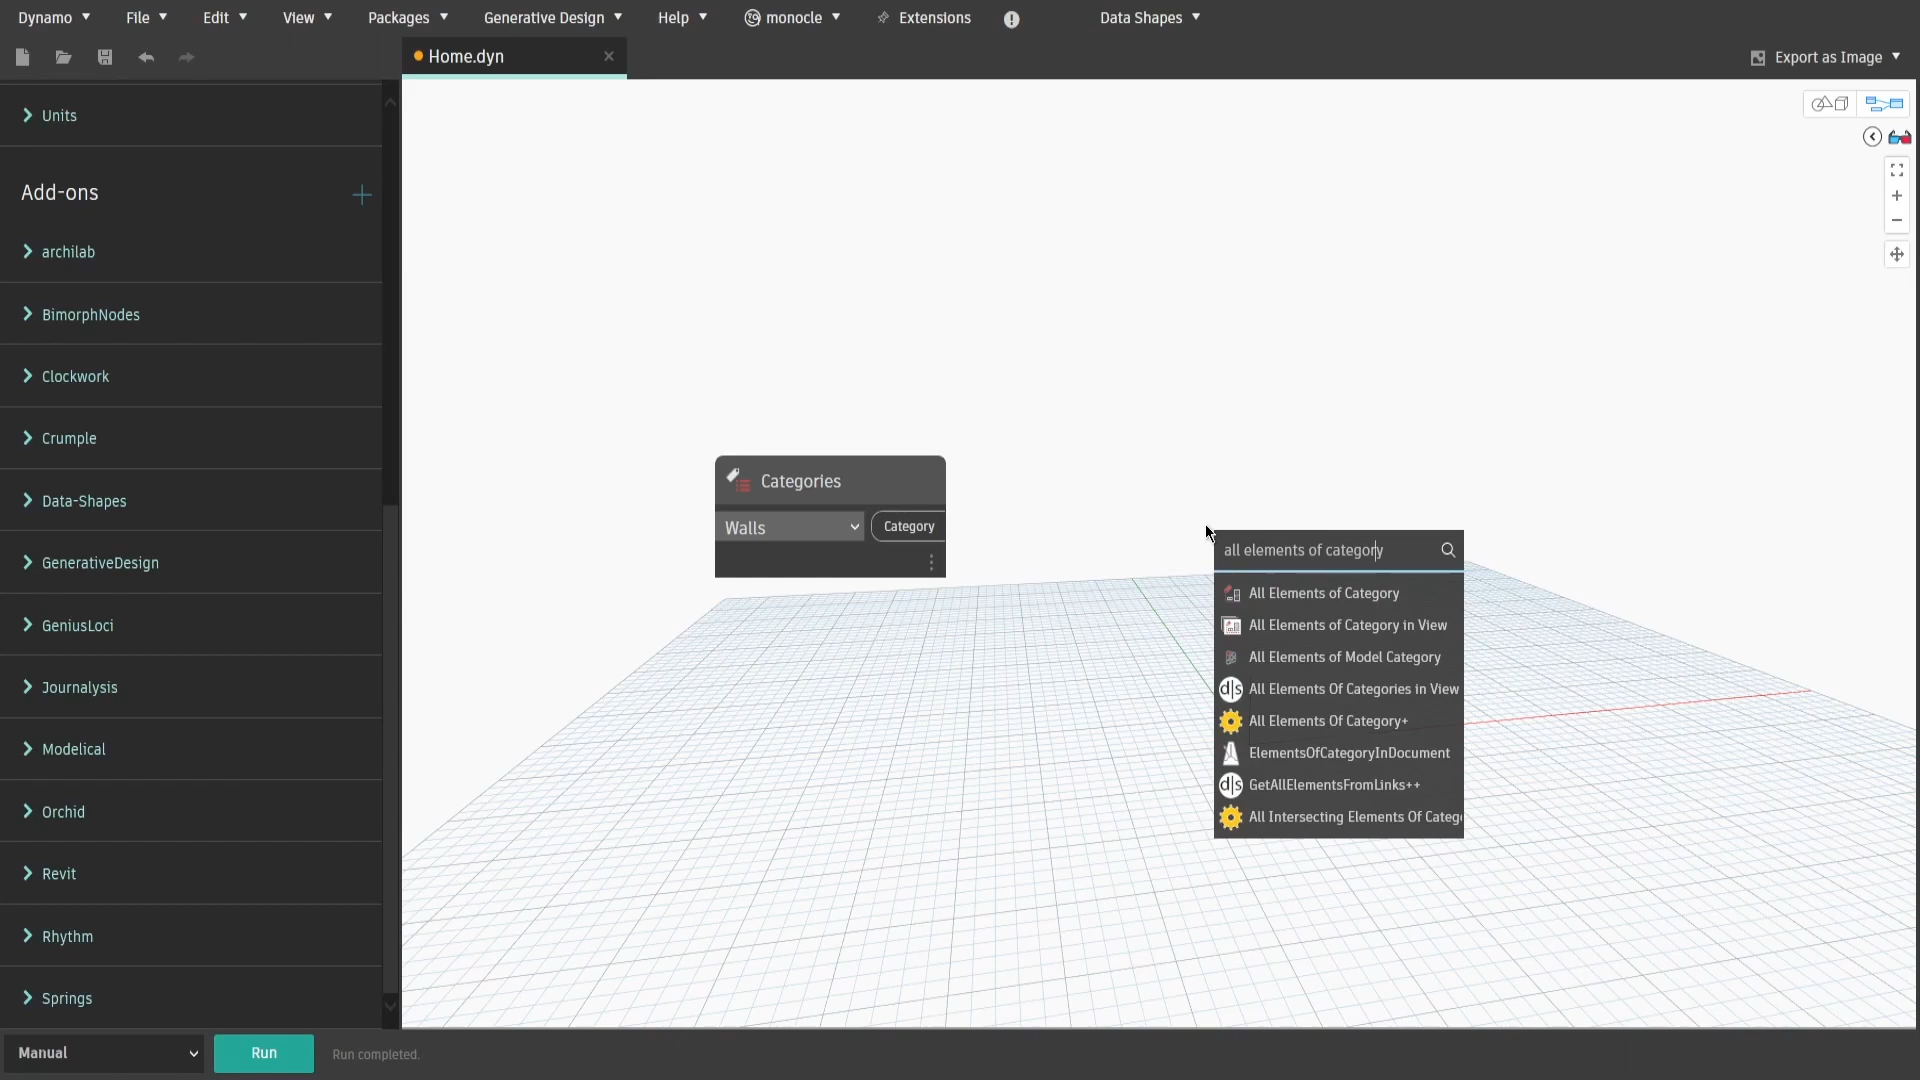 Dynamo File Edit View Packages Generative Design Help monocle Extensions Data Shapes
Home.dyn
Export as Image
Units
Add-ons
archilab
BimorphNodes
Clockwork
Crumple
Data-Shapes
GenerativeDesign
GeniusLoci
Journalysis
Modelical
Orchid
Revit
Rhythm
Springs
Categories
Walls Category
all elements of category
All Elements of Category
All Elements of Category in View
All Elements of Model Category
d|s All Elements Of Categories in View
All Elements Of Category+
ElementsOfCategoryInDocument
d|s GetAllElementsFromLinks++
All Intersecting Elements Of Categ
Manual Run Run completed.